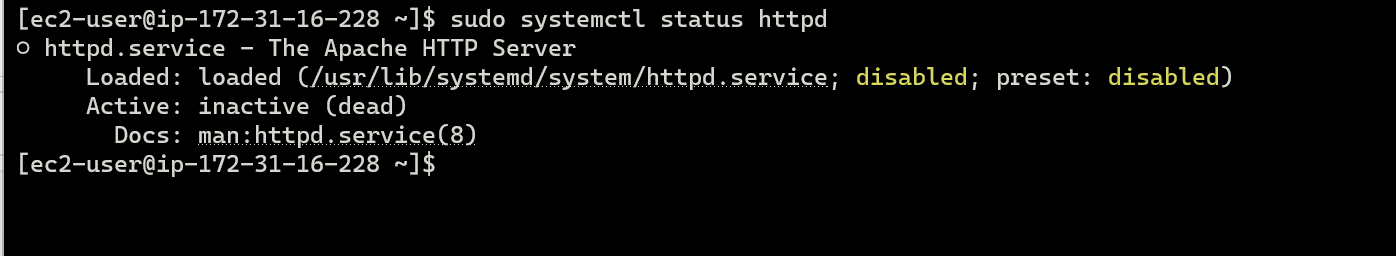 [ec2-user@ip-172-31-16-228 ~]$ sudo systemctl status httpd
○ httpd.service - The Apache HTTP Server
     Loaded: loaded (/usr/lib/systemd/system/httpd.service; disabled; preset: disabled)
     Active: inactive (dead)
       Docs: man:httpd.service(8)
[ec2-user@ip-172-31-16-228 ~]$